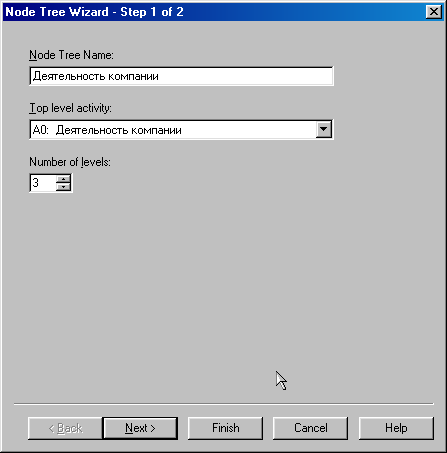 Node Tree Wizard - Step 1 of 2
Node Tree Name:
Деятельность компании
Top level activity:
A0: Деятельность компании
Number of levels:
3
< Back Next > Finish Cancel Help